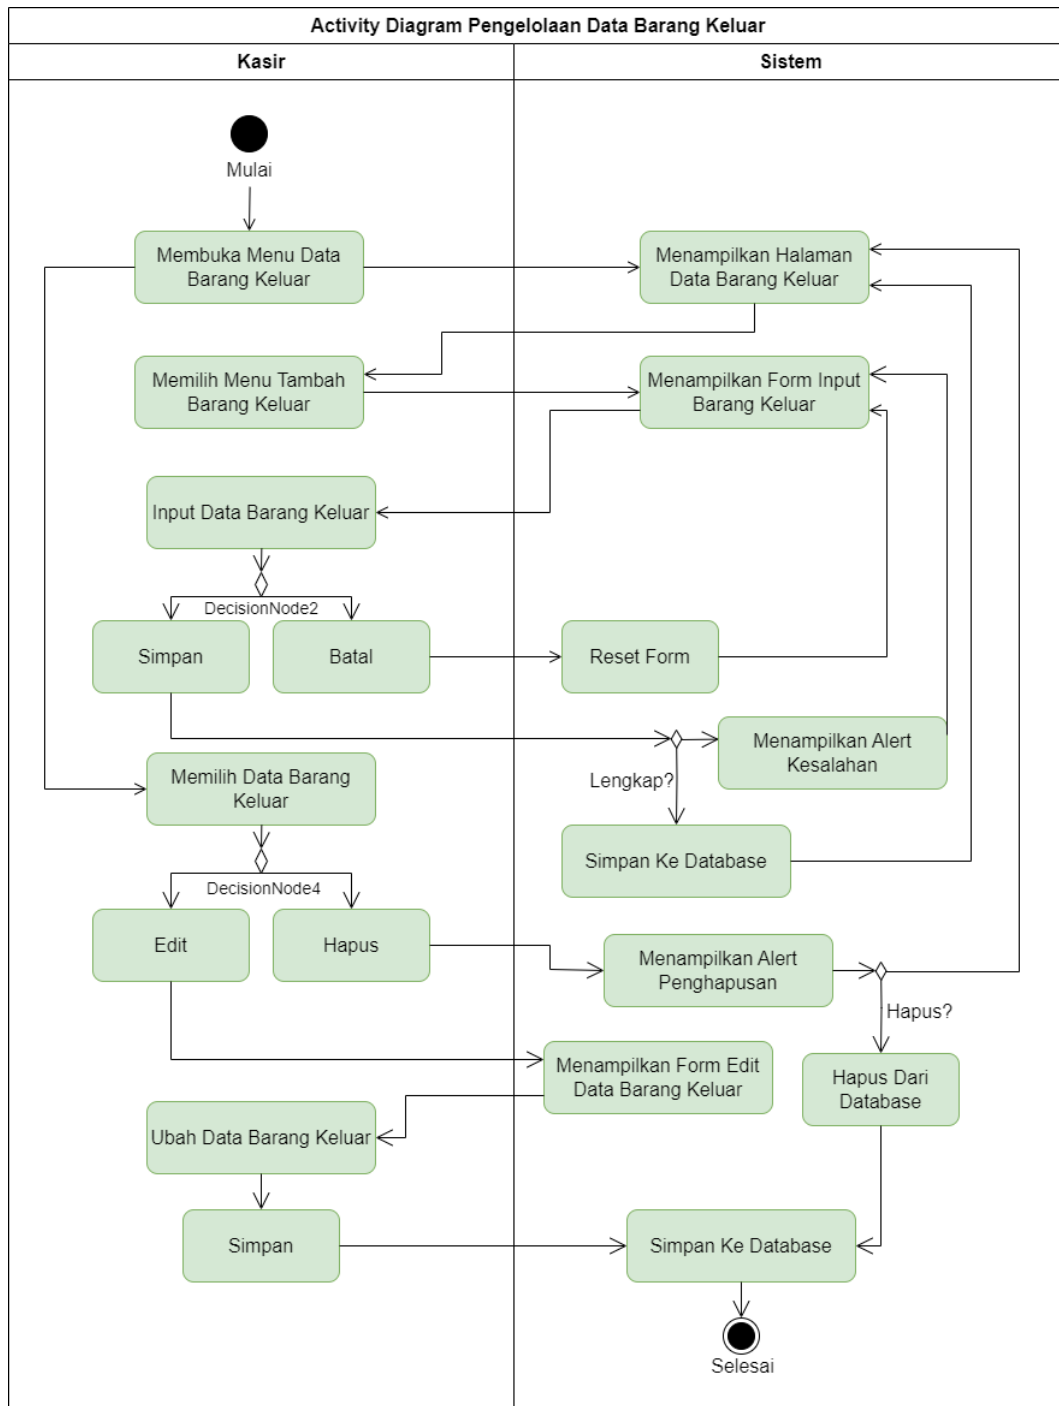 Activity Diagram Pengelolaan Data Barang Keluar
Kasir
Sistem
Mulai
Membuka Menu Data
Barang Keluar
Menampilkan Halaman
Data Barang Keluar
Memilih Menu Tambah
Barang Keluar
Menampilkan Form Input
Barang Keluar
Input Data Barang Keluar
DecisionNode2
Simpan
Batal
Reset Form
Menampilkan Alert
Kesalahan
Lengkap?
Memilih Data Barang
Keluar
Simpan Ke Database
DecisionNode4
Edit
Hapus
Menampilkan Alert
Penghapusan
Hapus?
Menampilkan Form Edit
Data Barang Keluar
Hapus Dari
Database
Ubah Data Barang Keluar
Simpan
Simpan Ke Database
Selesai